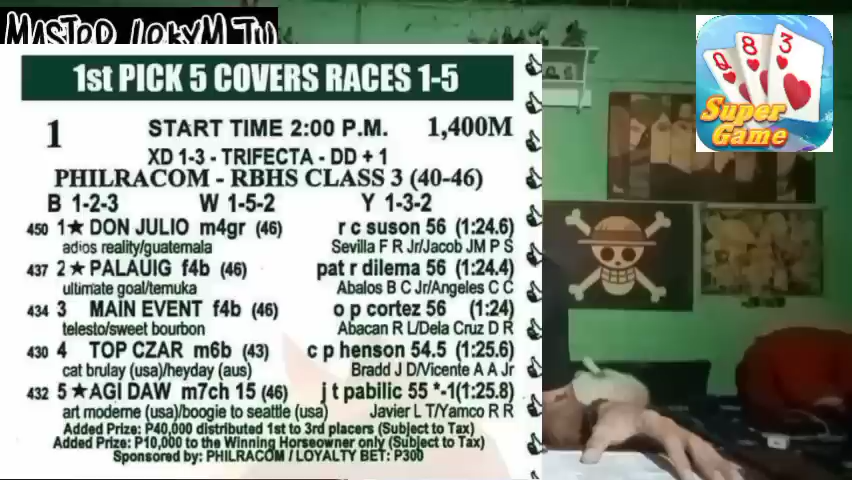 MASTOR LOKYM TV
1st PICK 5 COVERS RACES 1-5
1 START TIME 2:00 P.M. 1,400M
XD 1-3 - TRIFECTA - DD + 1
PHILRACOM - RBHS CLASS 3 (40-46)
B 1-2-3 W 1-5-2 Y 1-3-2
450 1★ DON JULIO m4gr (46) r c suson 56 (1:24.6)
adios reality/guatemala Sevilla F R Jr/Jacob JM P S
437 2★ PALAUIG f4b (46) pat r dilema 56 (1:24.4)
ultimate goal/temuka Abalos B C Jr/Angeles C C
434 3 MAIN EVENT f4b (46) o p cortez 56 (1:24)
telesto/sweet bourbon Abacan R L/Dela Cruz D R
430 4 TOP CZAR m6b (43) c p henson 54.5 (1:25.6)
cat brulay (usa)/heyday (aus) Bradd J D/Vicente A A Jr
432 5★AGI DAW m7ch 15 (46) j t pabilic 55 *-1(1:25.8)
art moderne (usa)/boogie to seattle (usa) Javier L T/Yamco R R
Added Prize: P40,000 distributed 1st to 3rd placers (Subject to Tax)
Added Prize: P10,000 to the Winning Horseowner only (Subject to Tax)
Sponsored by: PHILRACOM / LOYALTY BET: P300
Q 8 3
Super
Game